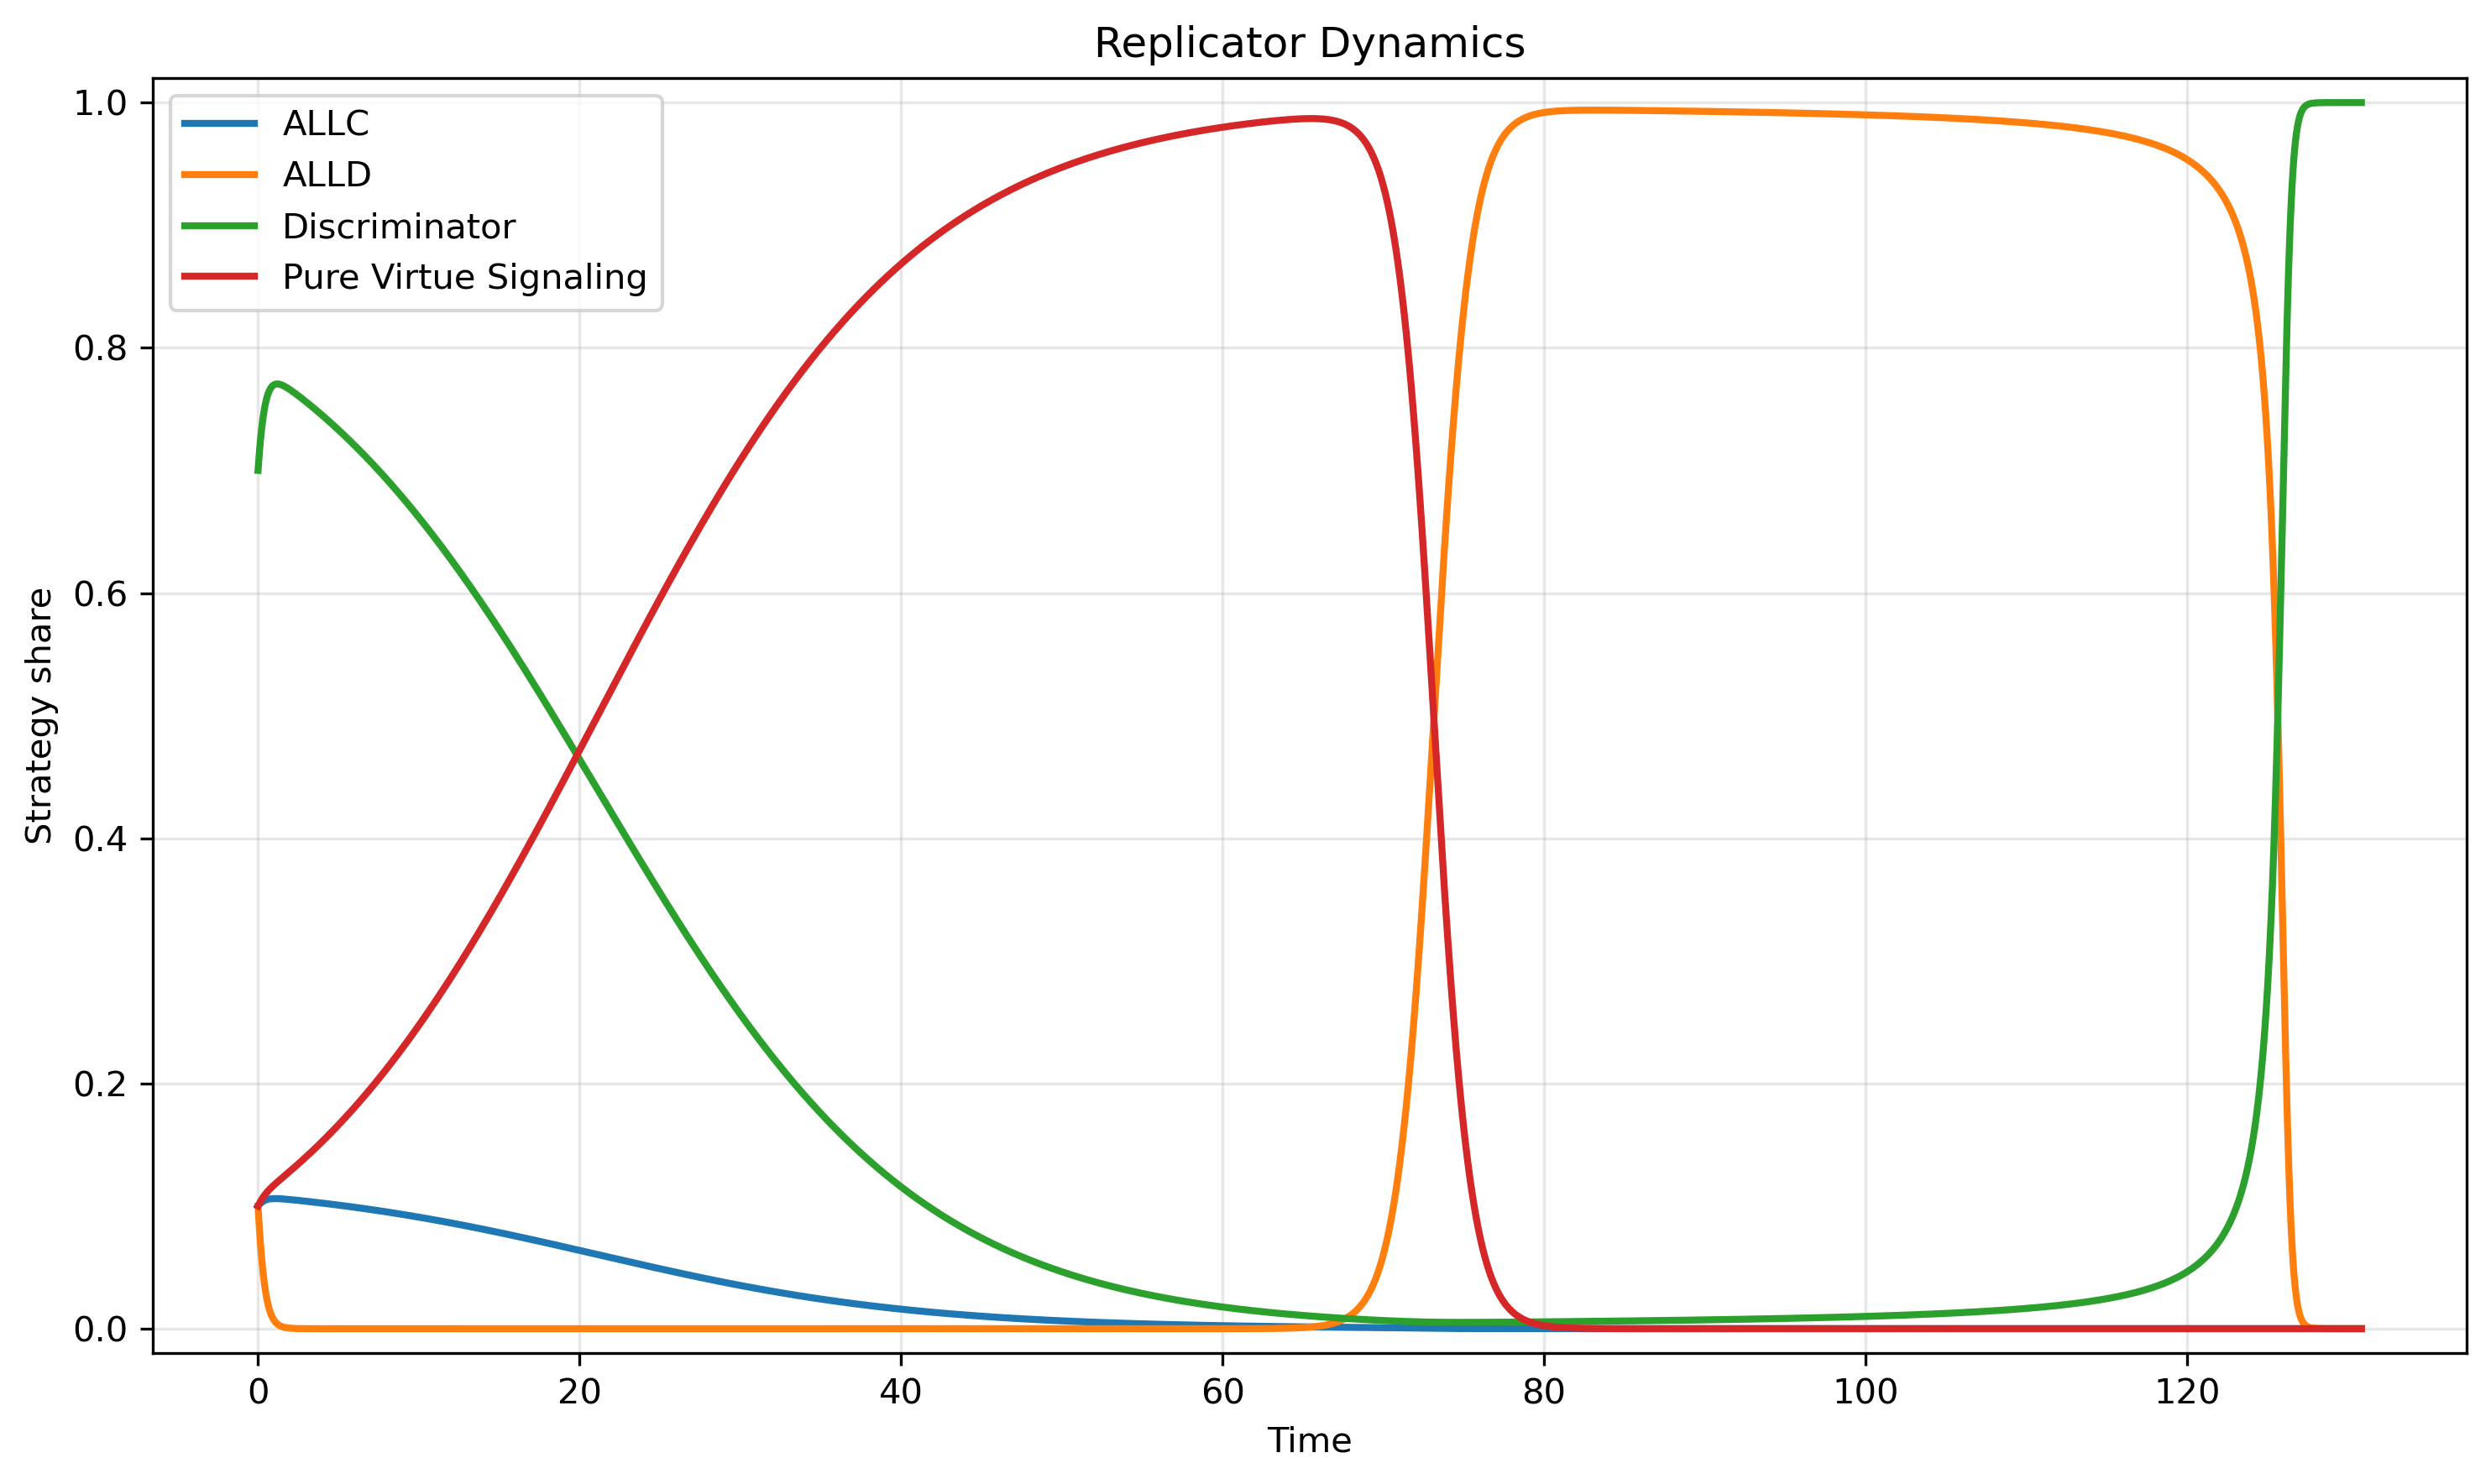 Replicator Dynamics
ALLC
ALLD
Discriminator
Pure Virtue Signaling
1.0
0.8
0.6
0.4
0.2
0.0
Strategy share
0 20 40 60 80 100 120
Time